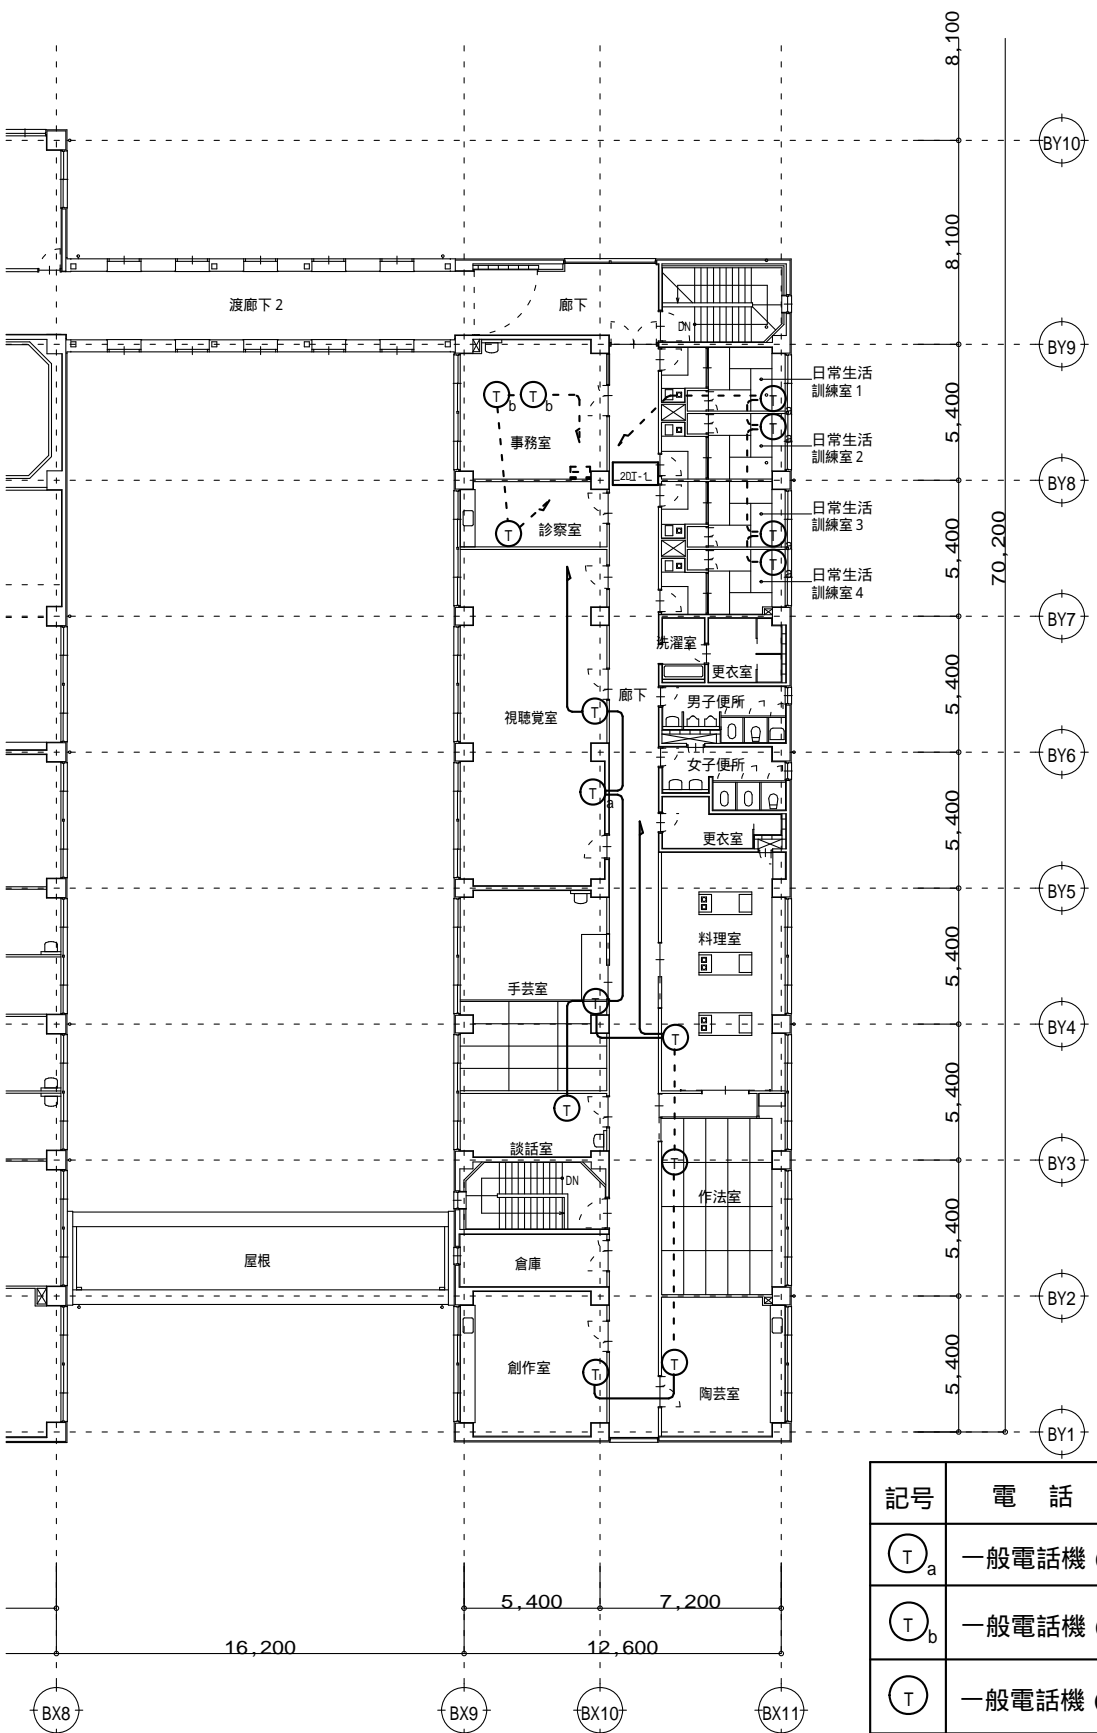 8,100
BY10
8,100
渡廊下2
廊下
DN
BY9
日常生活
訓練室1
T
b
T
b
T
a
5,400
事務室
T
a
日常生活
訓練室2
2DT-1
BY8
日常生活
訓練室3
T
診察室
T
a
5,400
70,200
T
a
日常生活
訓練室4
BY7
洗濯室
更衣室
5,400
廊下
男子便所
視聴覚室
T
BY6
女子便所
T
a
5,400
更衣室
BY5
料理室
5,400
手芸室
T
BY4
T
5,400
T
談話室
BY3
T
DN
作法室
5,400
屋根
倉庫
BY2
創作室
T
T
5,400
陶芸室
BY1
記号
電 話
T
a
一般電話機
T
b
一般電話機
T
一般電話機
5,400
7,200
16,200
12,600
BX8
BX9
BX10
BX11